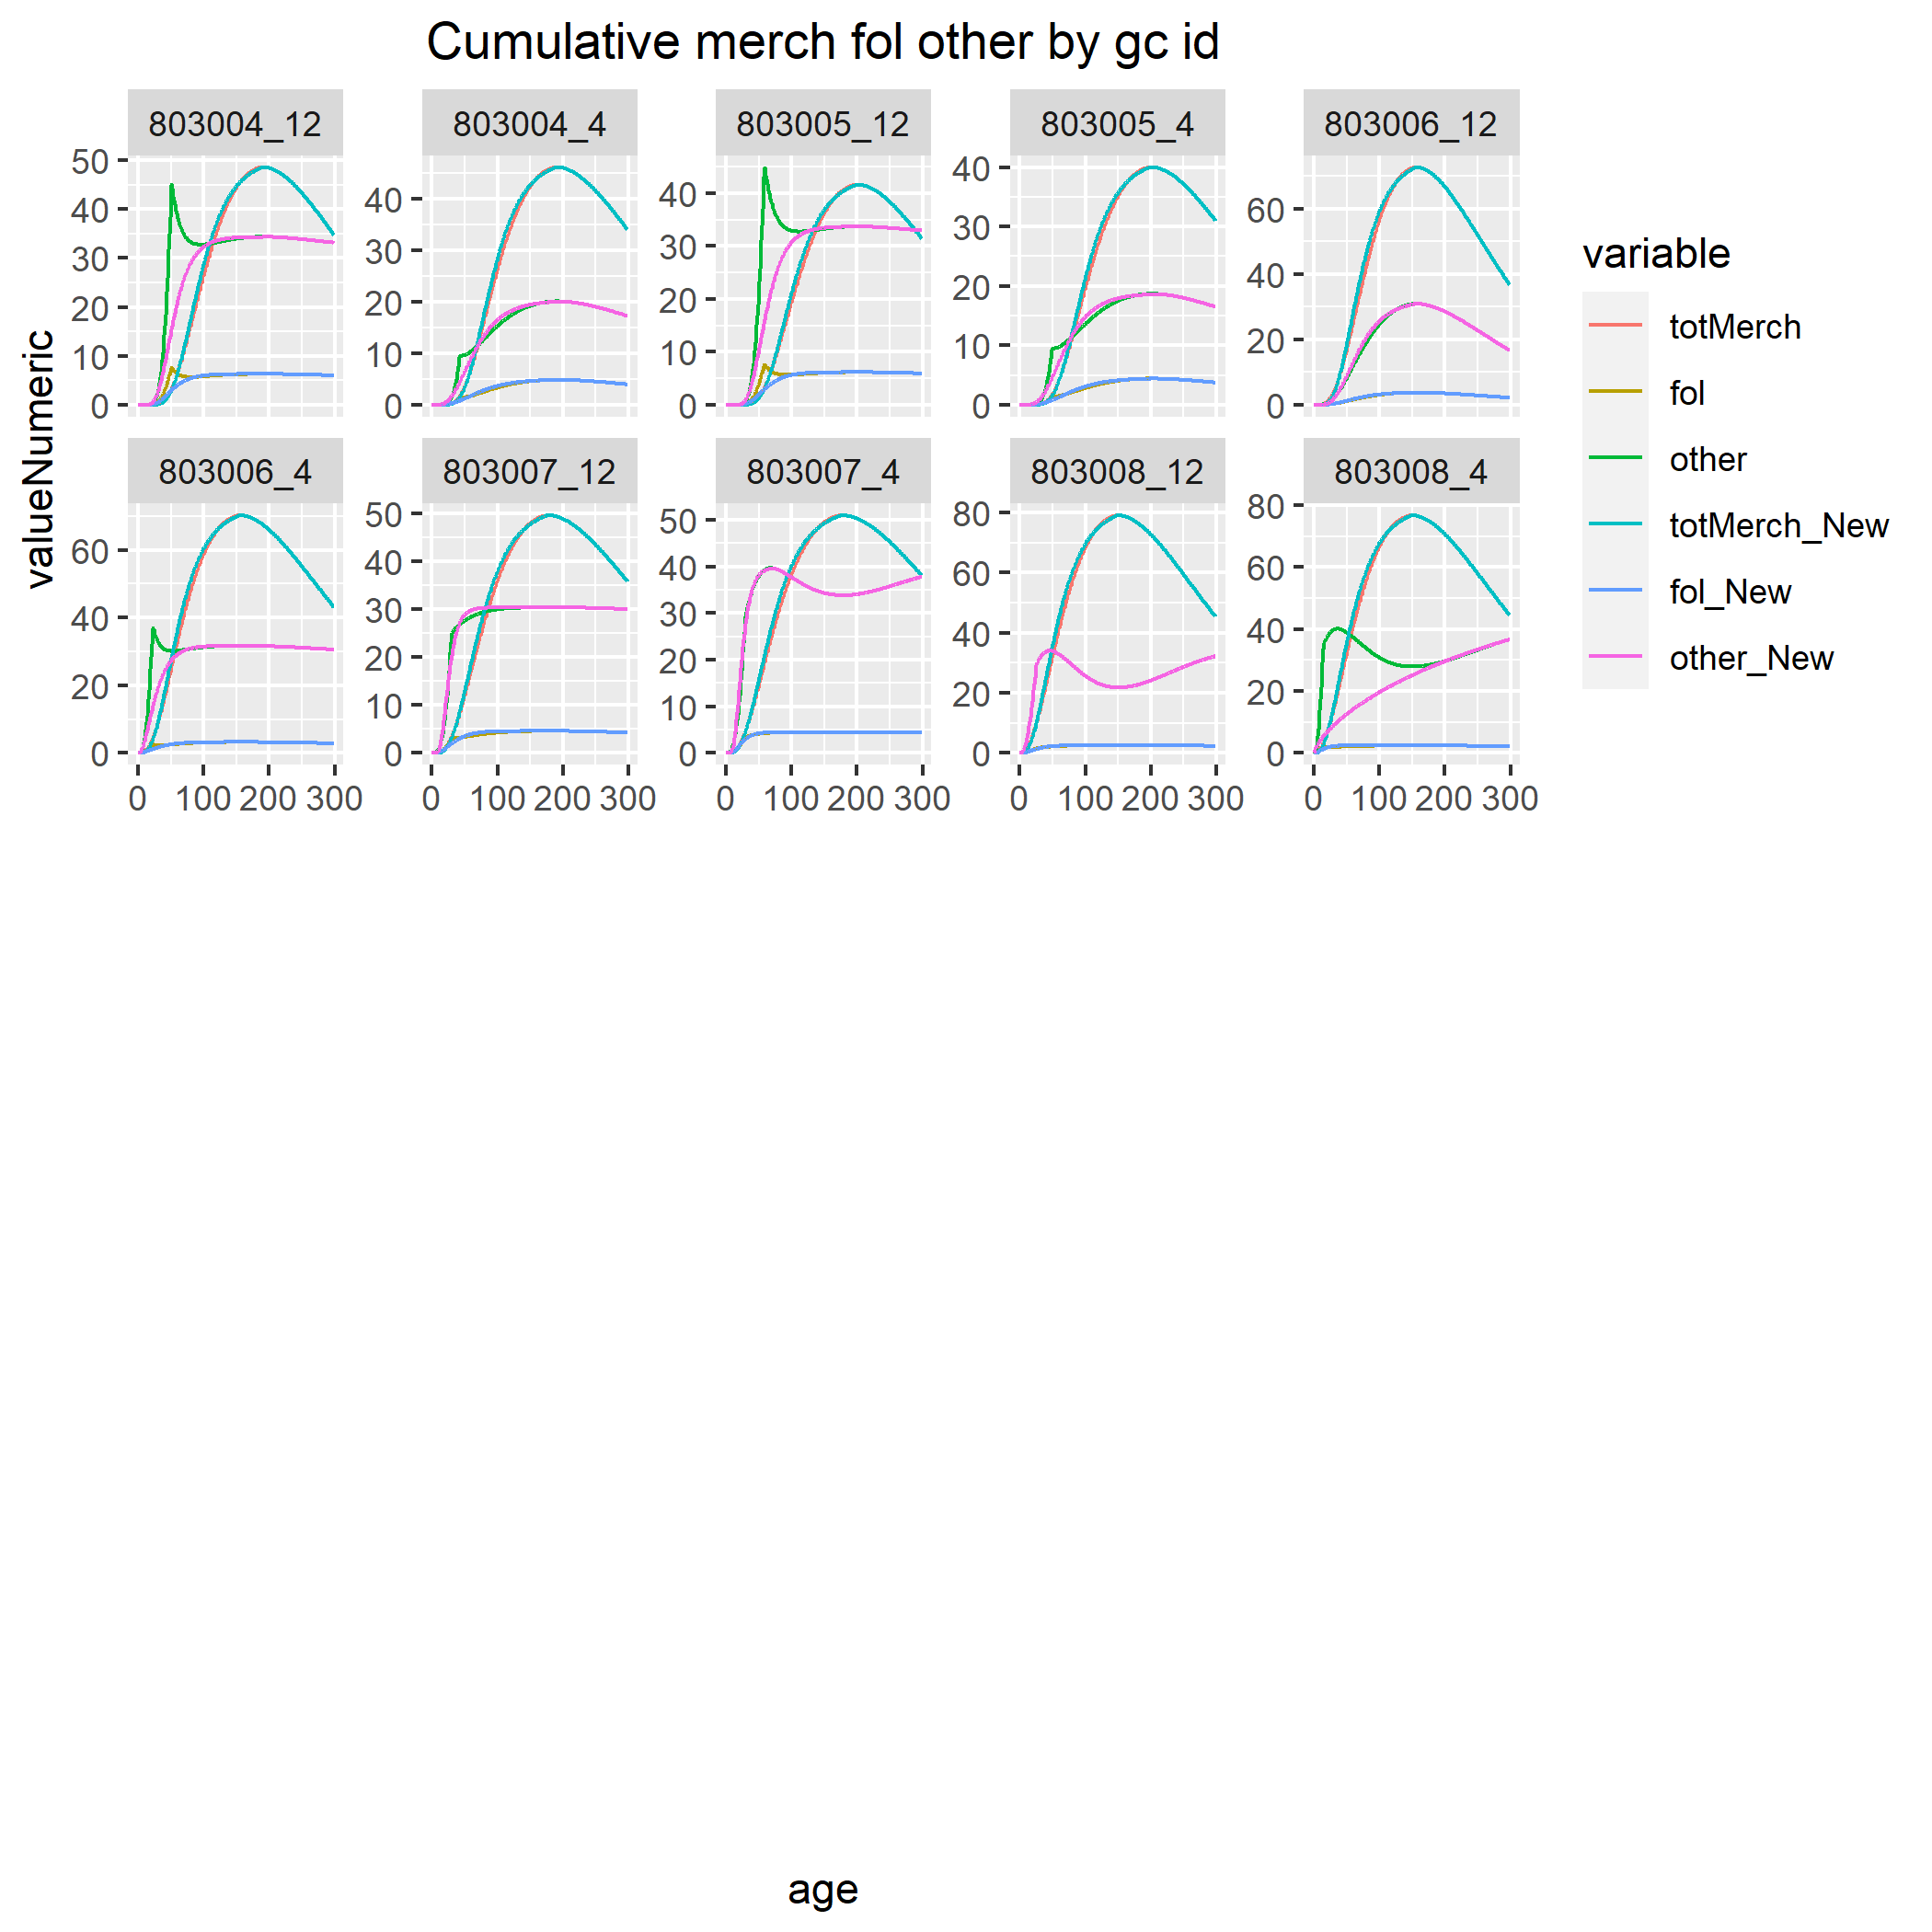 Cumulative merch fol other by gc id
803004_12 803004_4 803005_12 803005_4 803006_12
50 40 30 20 10 0
40 30 20 10 0
40 30 20 10 0
40 30 20 10 0
60 40 20 0
803006_4 803007_12 803007_4 803008_12 803008_4
60 40 20 0
50 40 30 20 10 0
50 40 30 20 10 0
80 60 40 20 0
80 60 40 20 0
0 100 200 300 0 100 200 300 0 100 200 300 0 100 200 300 0 100 200 300
valueNumeric
age
variable
totMerch
fol
other
totMerch_New
fol_New
other_New